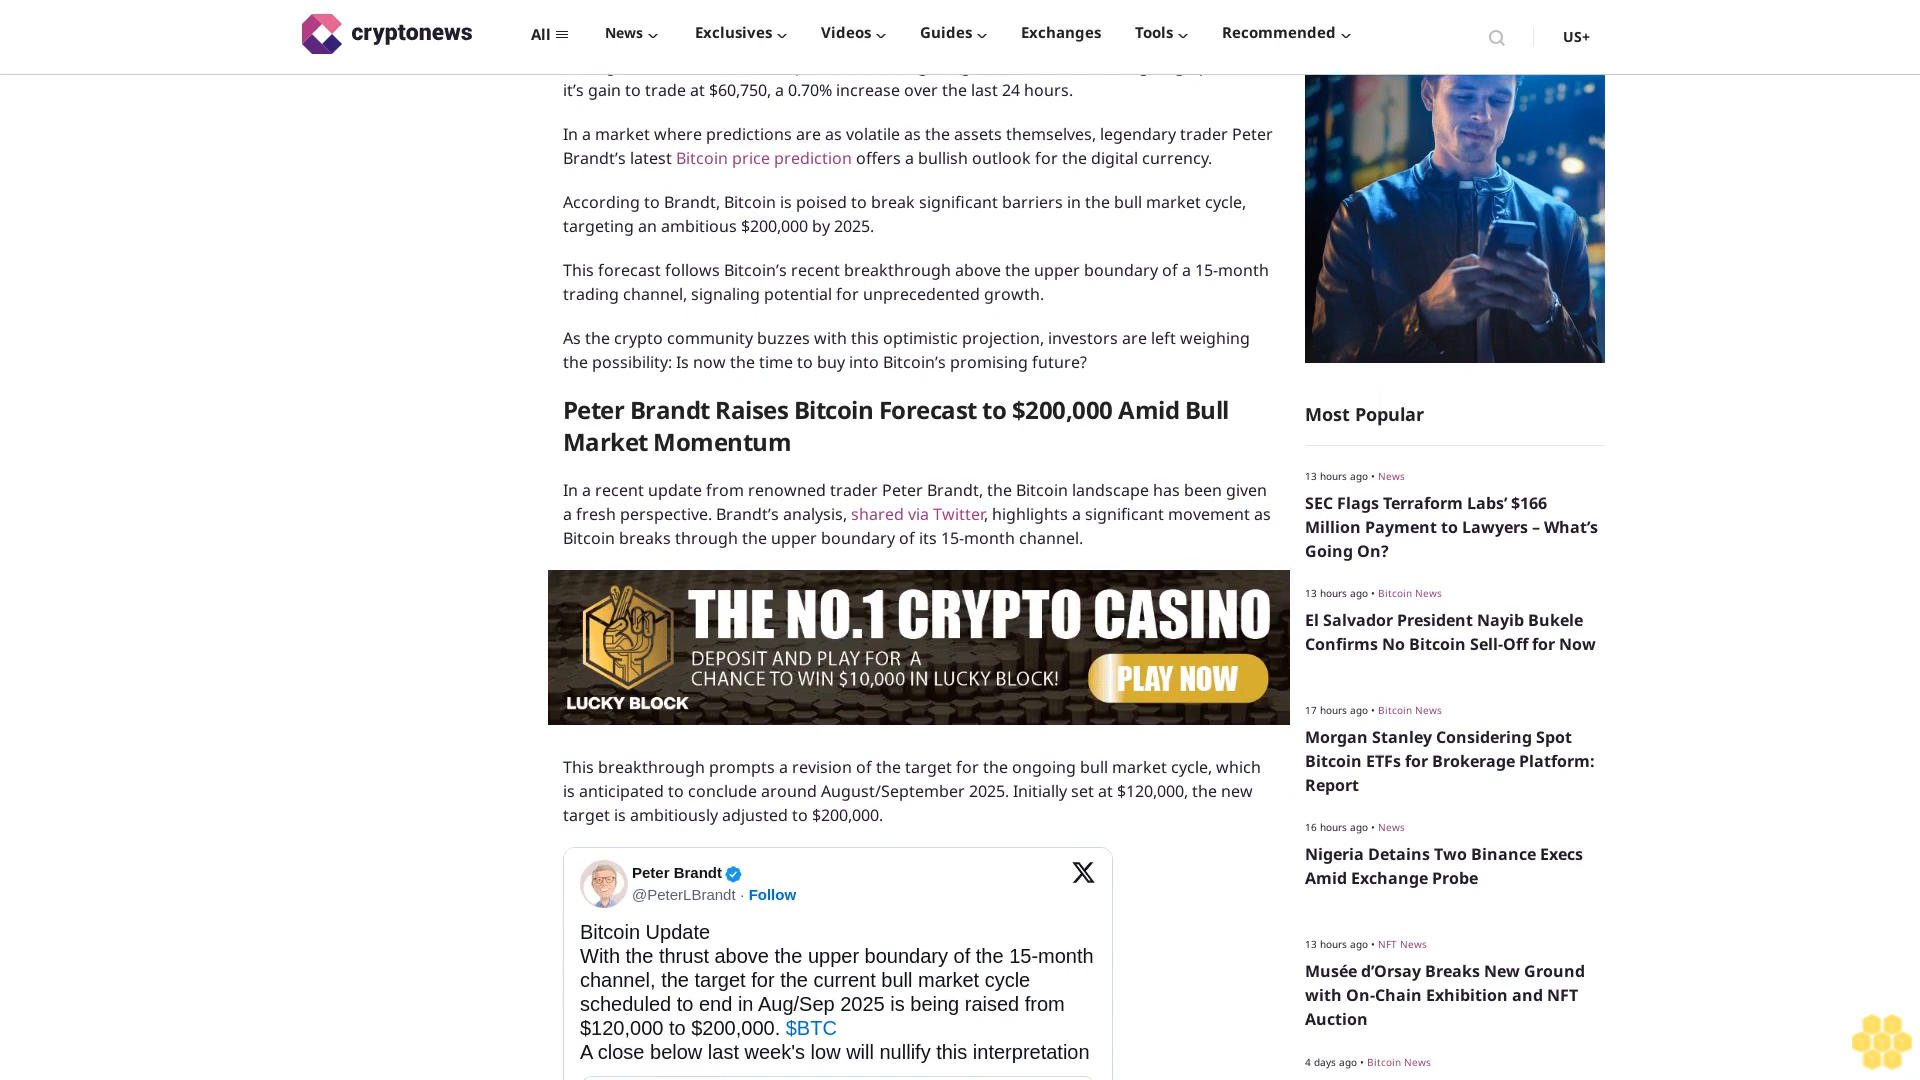 cryptonews
All
News
Exclusives
Videos
Guides
Exchanges
Tools
Recommended
US+
it’s gain to trade at $60,750, a 0.70% increase over the last 24 hours.
In a market where predictions are as volatile as the assets themselves, legendary trader Peter
Brandt’s latest Bitcoin price prediction offers a bullish outlook for the digital currency.
According to Brandt, Bitcoin is poised to break significant barriers in the bull market cycle,
targeting an ambitious $200,000 by 2025.
This forecast follows Bitcoin’s recent breakthrough above the upper boundary of a 15-month
trading channel, signaling potential for unprecedented growth.
As the crypto community buzzes with this optimistic projection, investors are left weighing
the possibility: Is now the time to buy into Bitcoin’s promising future?
Peter Brandt Raises Bitcoin Forecast to $200,000 Amid Bull
Market Momentum
In a recent update from renowned trader Peter Brandt, the Bitcoin landscape has been given
a fresh perspective. Brandt’s analysis, shared via Twitter, highlights a significant movement as
Bitcoin breaks through the upper boundary of its 15-month channel.
THE NO.1 CRYPTO CASINO
DEPOSIT AND PLAY FOR A
CHANCE TO WIN $10,000 IN LUCKY BLOCK!
PLAY NOW
LUCKY BLOCK
This breakthrough prompts a revision of the target for the ongoing bull market cycle, which
is anticipated to conclude around August/September 2025. Initially set at $120,000, the new
target is ambitiously adjusted to $200,000.
Peter Brandt
@PeterLBrandt · Follow
Bitcoin Update
With the thrust above the upper boundary of the 15-month
channel, the target for the current bull market cycle
scheduled to end in Aug/Sep 2025 is being raised from
$120,000 to $200,000. $BTC
A close below last week's low will nullify this interpretation
Most Popular
13 hours ago • News
SEC Flags Terraform Labs’ $166
Million Payment to Lawyers – What’s
Going On?
13 hours ago • Bitcoin News
El Salvador President Nayib Bukele
Confirms No Bitcoin Sell-Off for Now
17 hours ago • Bitcoin News
Morgan Stanley Considering Spot
Bitcoin ETFs for Brokerage Platform:
Report
16 hours ago • News
Nigeria Detains Two Binance Execs
Amid Exchange Probe
13 hours ago • NFT News
Musée d’Orsay Breaks New Ground
with On-Chain Exhibition and NFT
Auction
4 days ago • Bitcoin News